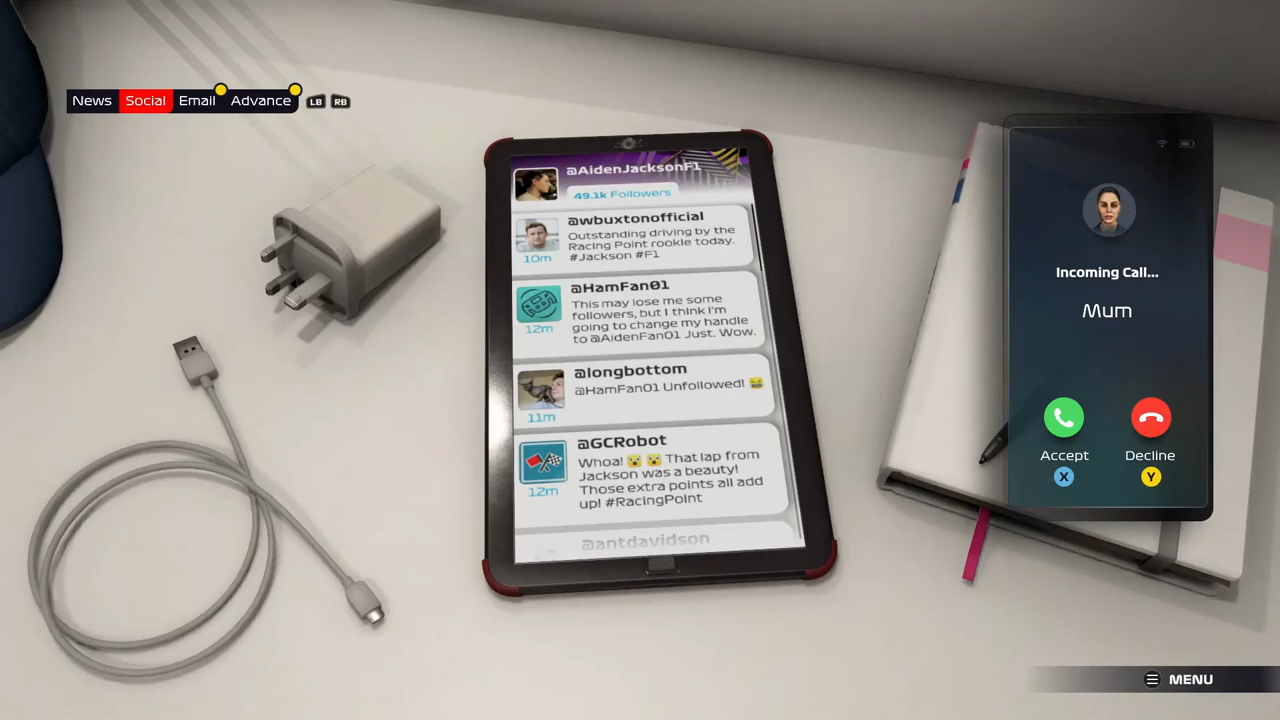 News Social Email Advance LB RB
@AidenJacksonF1
49.1k Followers
@wbuxtonofficial
Outstanding driving by the
Racing Point rookie today.
#Jackson #F1
10m
@HamFan01
This may lose me some
followers, but I think I'm
going to change my handle
to @AidenFan01 Just. Wow.
12m
@longbottom
@HamFan01 Unfollowed! 😝
11m
@GCRobot
Whoa! 😲 😲 That lap from
Jackson was a beauty!
Those extra points all add
up! #RacingPoint
12m
@antdavidson
Incoming Call...
Mum
Accept
X
Decline
Y
MENU